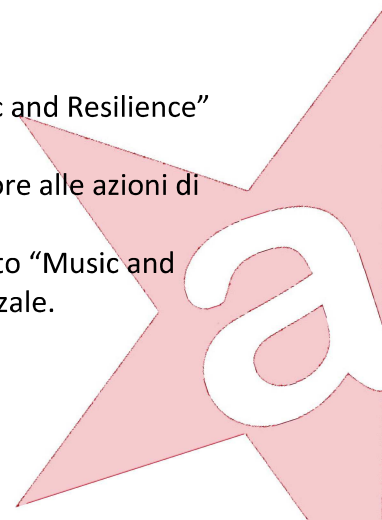 c and Resilience”
ore alle azioni di
to “Music and
zale.
a